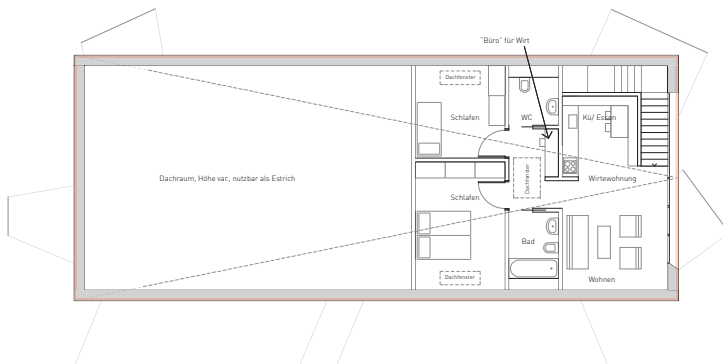 "Büro" für Wirt
Dachfenster
Schlafen
WC
Kü/ Essen
Dachraum, Höhe var., nutzbar als Estrich
Dachfenster
Wirtewohnung
Schlafen
Bad
Dachfenster
Wohnen